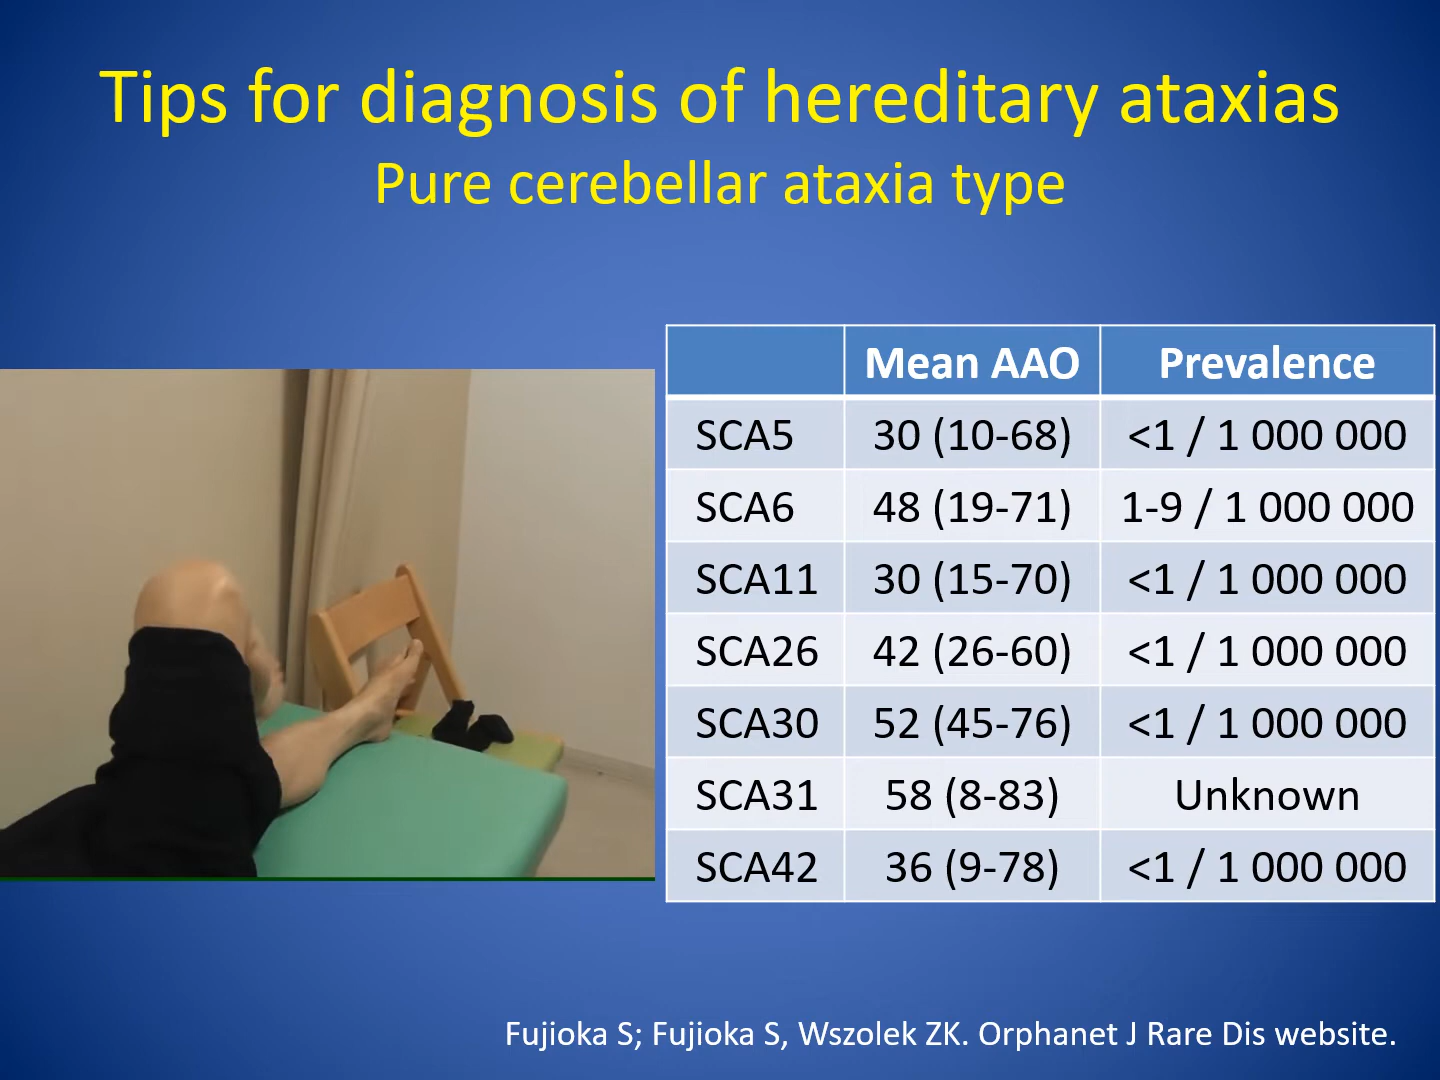 Tips for diagnosis of hereditary ataxias
Pure cerebellar ataxia type
Mean AAO Prevalence
SCA5 30 (10-68) <1 / 1 000 000
SCA6 48 (19-71) 1-9 / 1 000 000
SCA11 30 (15-70) <1 / 1 000 000
SCA26 42 (26-60) <1 / 1 000 000
SCA30 52 (45-76) <1 / 1 000 000
SCA31 58 (8-83) Unknown
SCA42 36 (9-78) <1 / 1 000 000
Fujioka S; Fujioka S, Wszolek ZK. Orphanet J Rare Dis website.